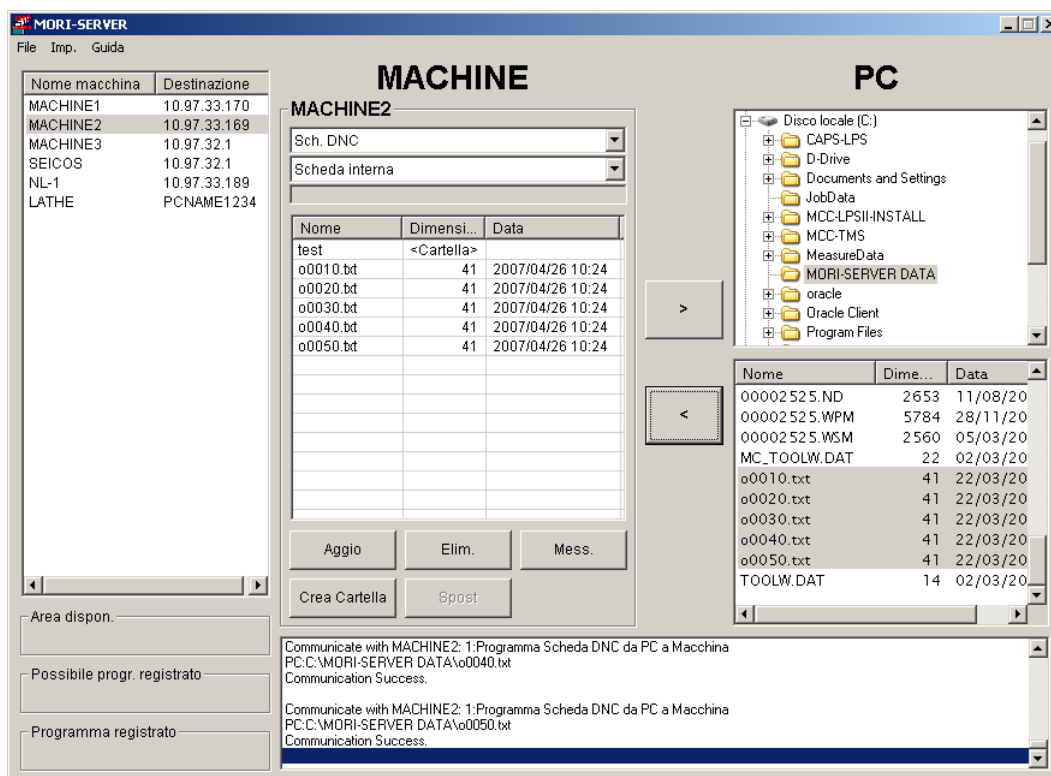 MORI-SERVER
File Imp. Guida
Nome macchina Destinazione
MACHINE1 10.97.33.170
MACHINE2 10.97.33.169
MACHINE3 10.97.32.1
SEICOS 10.97.32.1
NL-1 10.97.33.189
LATHE PCNAME1234
Area dispon.
Possibile progr. registrato
Programma registrato
MACHINE
MACHINE2
Sch. DNC
Scheda interna
Nome Dimensi... Data
test <Cartella>
o0010.txt 41 2007/04/26 10:24
o0020.txt 41 2007/04/26 10:24
o0030.txt 41 2007/04/26 10:24
o0040.txt 41 2007/04/26 10:24
o0050.txt 41 2007/04/26 10:24
Aggio Elim. Mess.
Crea Cartella Spost
>
<
PC
Disco locale (C:)
CAPS-LPS
D-Drive
Documents and Settings
JobData
MCC-LPSII-INSTALL
MCC-TMS
MeasureData
MORI-SERVER DATA
oracle
Oracle Client
Program Files
Nome Dime... Data
00002525.ND 2653 11/08/20
00002525.WPM 5784 28/11/20
00002525.WSM 2560 05/03/20
MC_TOOLW.DAT 22 02/03/20
o0010.txt 41 22/03/20
o0020.txt 41 22/03/20
o0030.txt 41 22/03/20
o0040.txt 41 22/03/20
o0050.txt 41 22/03/20
TOOLW.DAT 14 02/03/20
Communicate with MACHINE2: 1:Programma Scheda DNC da PC a Macchina
PC:C:\MORI-SERVER DATA\o0040.txt
Communication Success.
Communicate with MACHINE2: 1:Programma Scheda DNC da PC a Macchina
PC:C:\MORI-SERVER DATA\o0050.txt
Communication Success.